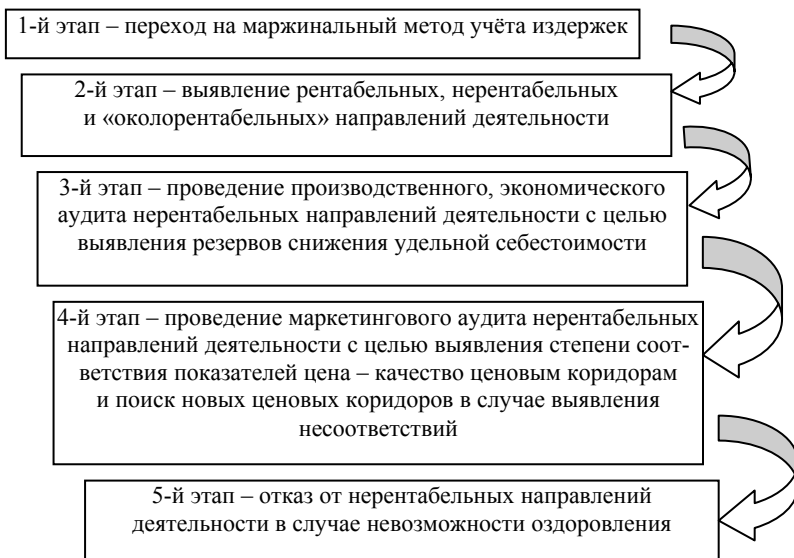 1-й этап – переход на маржинальный метод учёта издержек
2-й этап – выявление рентабельных, нерентабельных
и «околорентабельных» направлений деятельности
3-й этап – проведение производственного, экономического
аудита нерентабельных направлений деятельности с целью
выявления резервов снижения удельной себестоимости
4-й этап – проведение маркетингового аудита нерентабельных
направлений деятельности с целью выявления степени соот-
ветствия показателей цена – качество ценовым коридорам
и поиск новых ценовых коридоров в случае выявления
несоответствий
5-й этап – отказ от нерентабельных направлений
деятельности в случае невозможности оздоровления